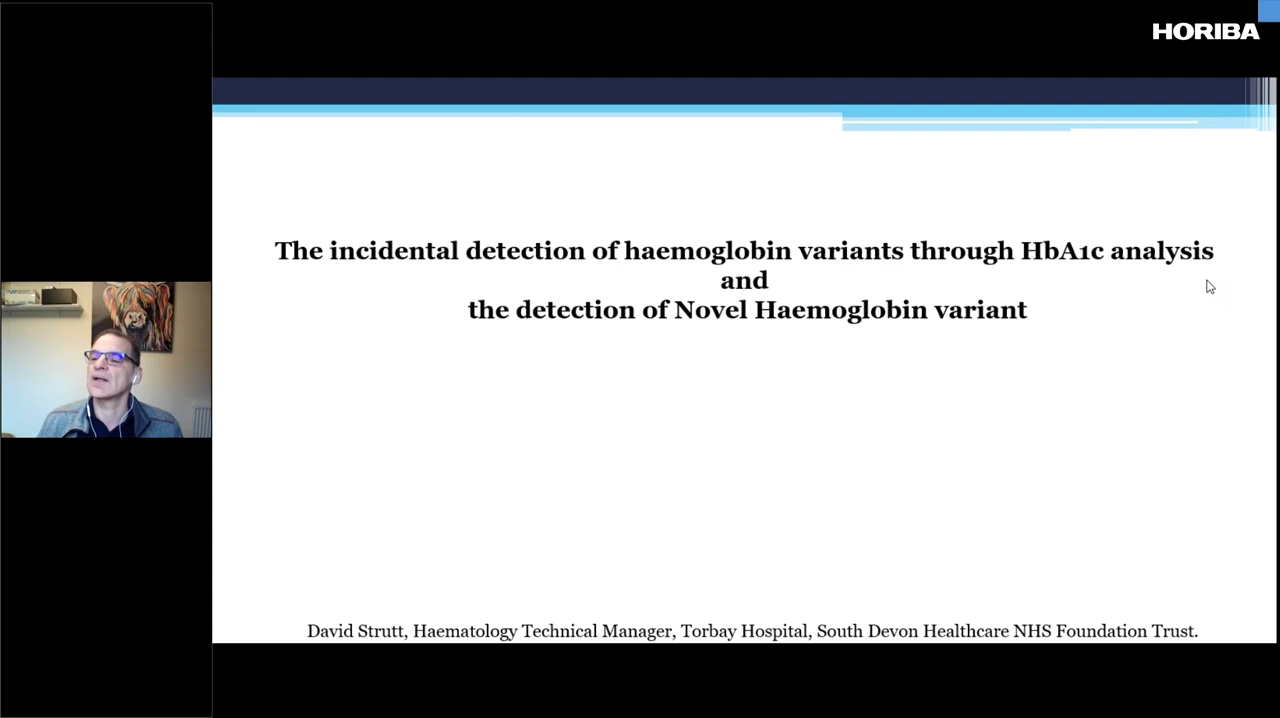 HORIBA
The incidental detection of haemoglobin variants through HbA1c analysis
and
the detection of Novel Haemoglobin variant
David Strutt, Haematology Technical Manager, Torbay Hospital, South Devon Healthcare NHS Foundation Trust.